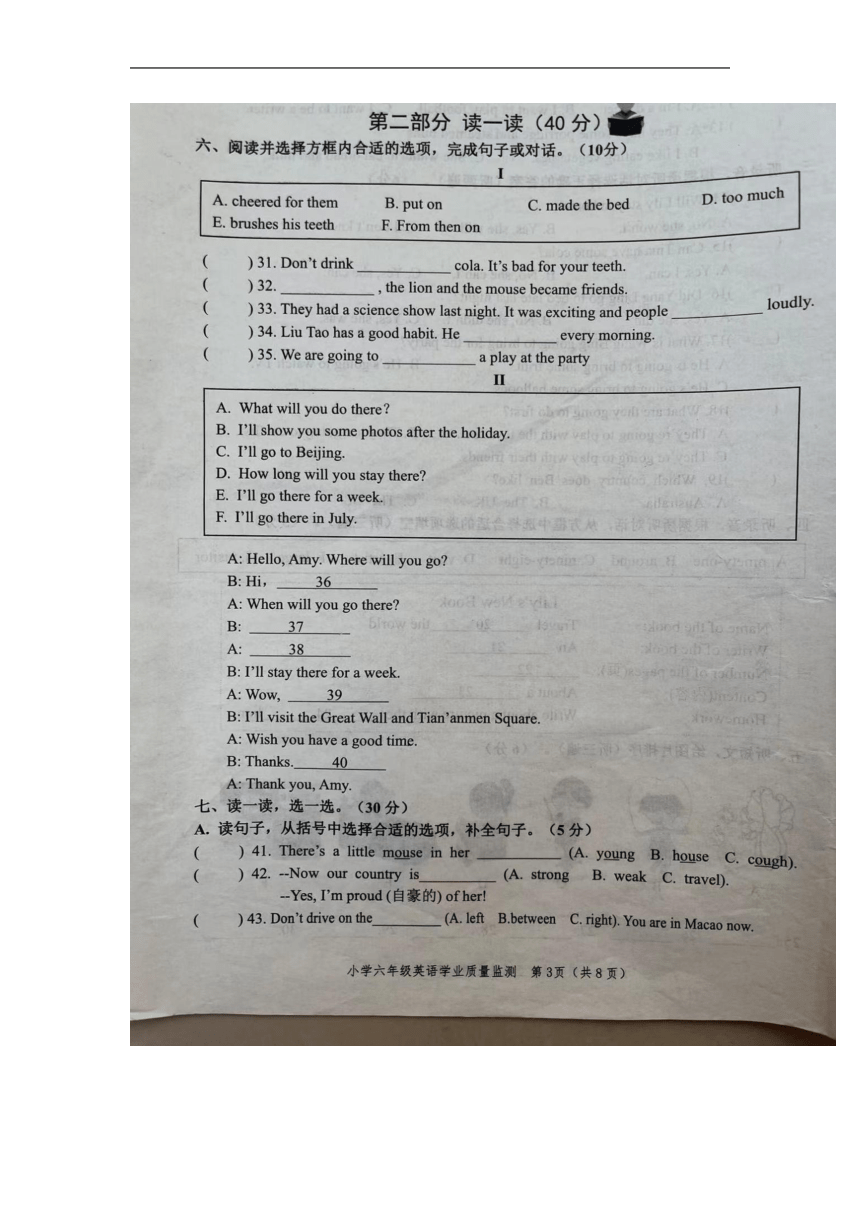 第二部分 读一读（40 分）
六、阅读并选择方框内合适的选项，完成句子或对话。（10分）
I
A. cheered for them B. put on C. made the bed D. too much
E. brushes his teeth F. From then on
( ) 31. Don't drink ________ cola. It's bad for your teeth.
( ) 32. ________, the lion and the mouse became friends.
( ) 33. They had a science show last night. It was exciting and people ________ loudly.
( ) 34. Liu Tao has a good habit. He ________ every morning.
( ) 35. We are going to ________ a play at the party
II
A. What will you do there?
B. I'll show you some photos after the holiday.
C. I'll go to Beijing.
D. How long will you stay there?
E. I'll go there for a week.
F. I'll go there in July.
A: Hello, Amy. Where will you go?
B: Hi, 36
A: When will you go there?
B: 37
A: 38
B: I'll stay there for a week.
A: Wow, 39
B: I'll visit the Great Wall and Tian'anmen Square.
A: Wish you have a good time.
B: Thanks. 40
A: Thank you, Amy.
七、读一读，选一选。（30 分）
A. 读句子，从括号中选择合适的选项，补全句子。（5 分）
( ) 41. There's a little mouse in her ________ (A. young B. house C. cough).
( ) 42. --Now our country is ________ (A. strong B. weak C. travel).
--Yes, I'm proud (自豪的) of her!
( ) 43. Don't drive on the ________ (A. left B.between C. right). You are in Macao now.
小学六年级英语学业质量监测 第 3页（共 8 页）